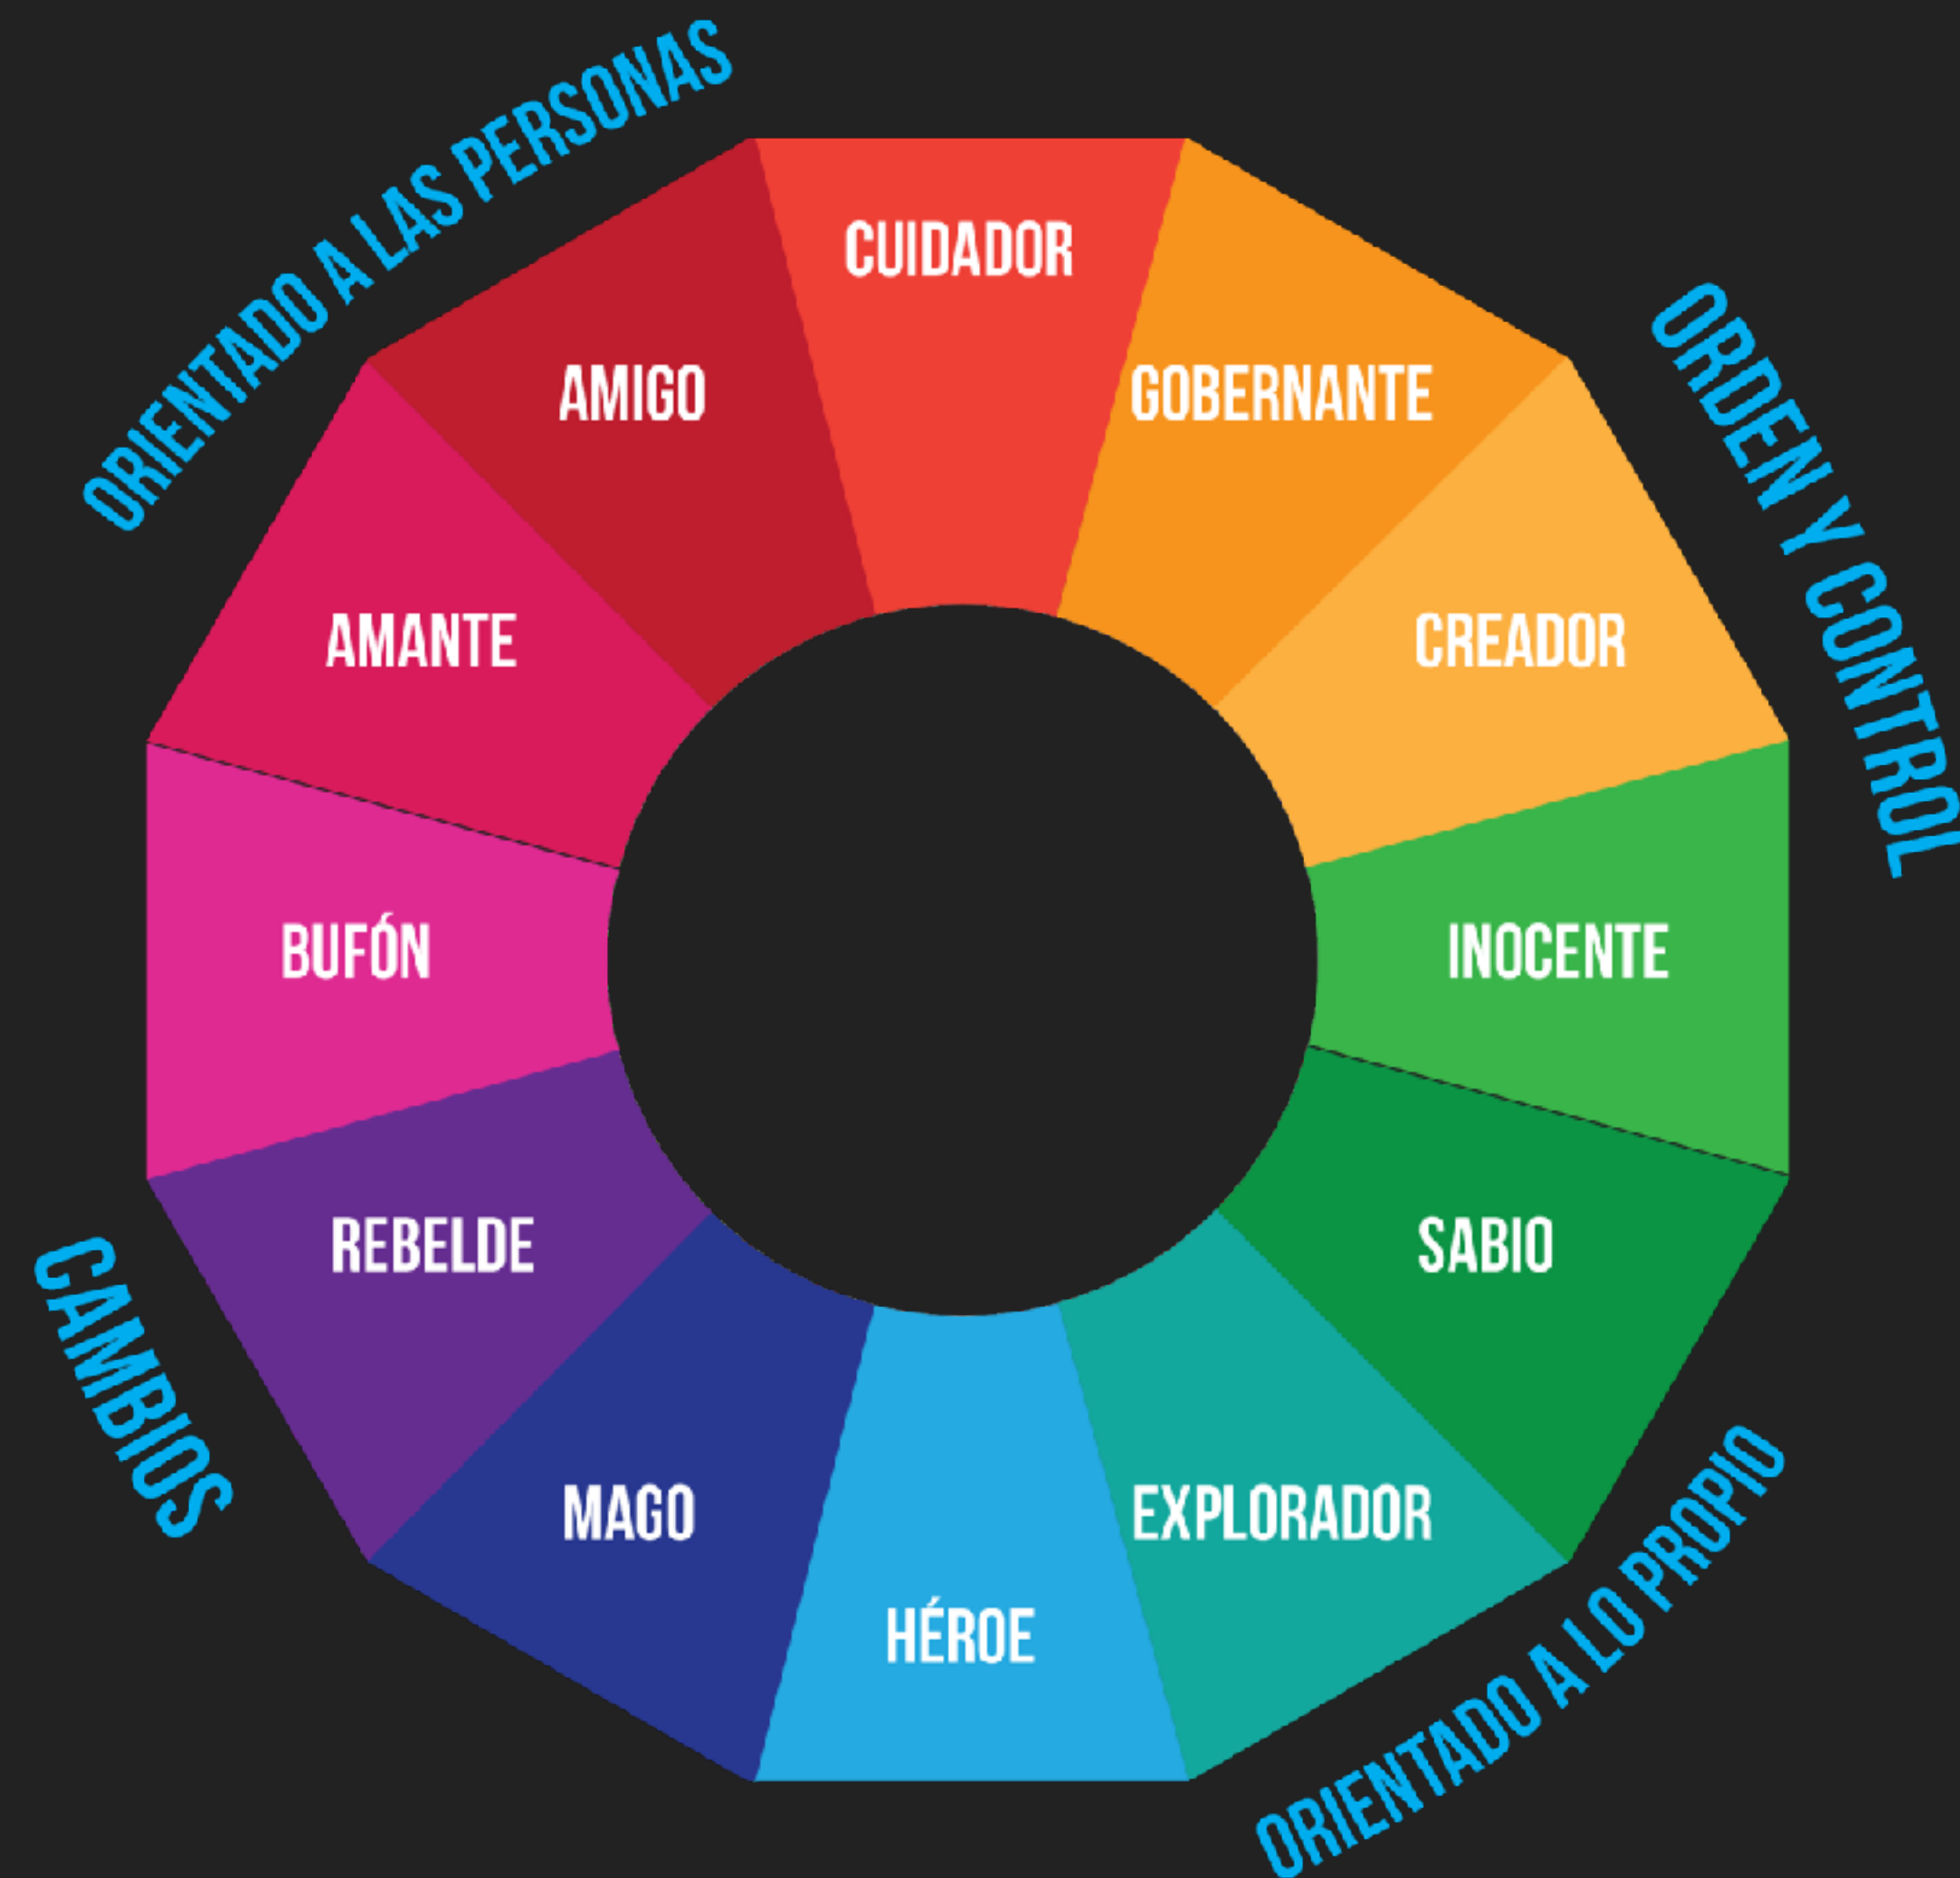 ORIENTADO A LAS PERSONAS
CUIDADOR
AMIGO
GOBERNANTE
ORDEN Y CONTROL
AMANTE
CREADOR
BUFÓN
INOCENTE
REBELDE
SABIO
CAMBIOS
MAGO
EXPLORADOR
HÉROE
ORIENTADO A LO PROPIO